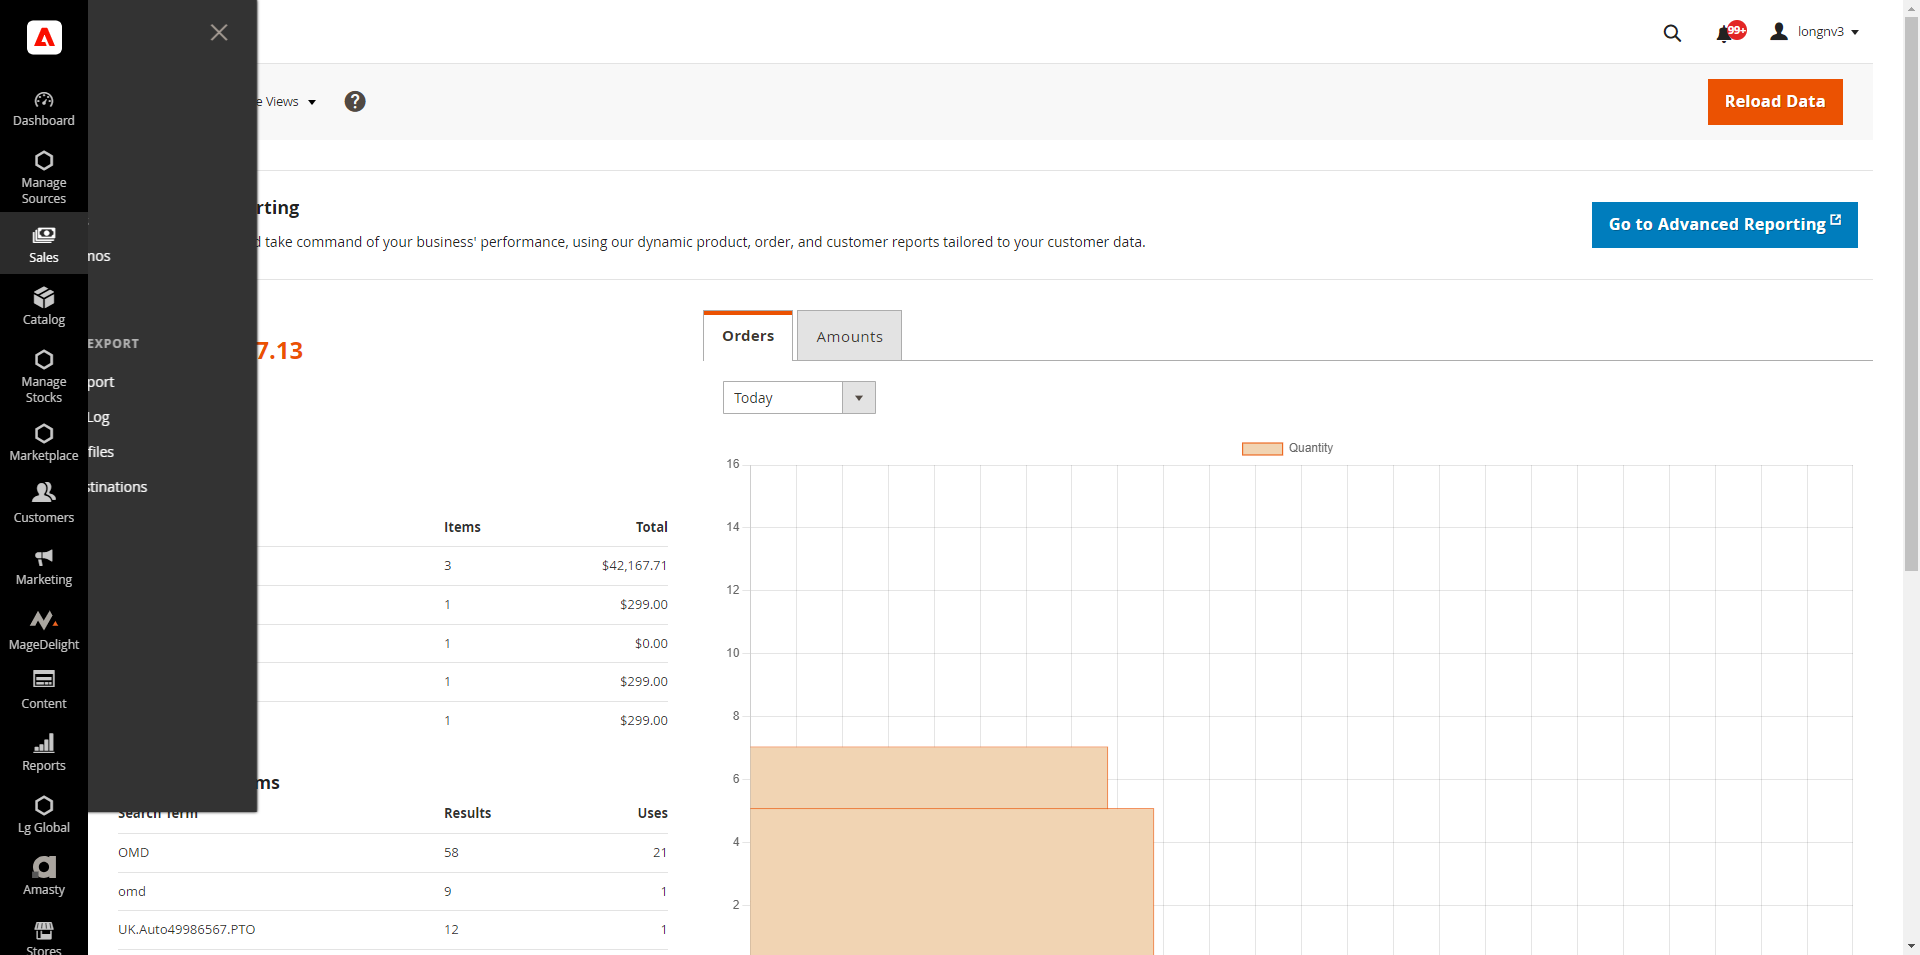 99+
longnv3
Dashboard
Manage
Sources
Sales
Catalog
Manage
Stocks
Marketplace
Customers
Marketing
MageDelight
Content
Reports
Lg Global
Amasty
Stores
nos
EXPORT
port
Log
files
stinations
e Views
?
Reload Data
rting
d take command of your business' performance, using our dynamic product, order, and customer reports tailored to your customer data.
Go to Advanced Reporting
7.13
Items Total
3 $42,167.71
1 $299.00
1 $0.00
1 $299.00
1 $299.00
ms
Search Term Results Uses
OMD 58 21
omd 9 1
UK.Auto49986567.PTO 12 1
Orders
Amounts
Today
Quantity
16
14
12
10
8
6
4
2